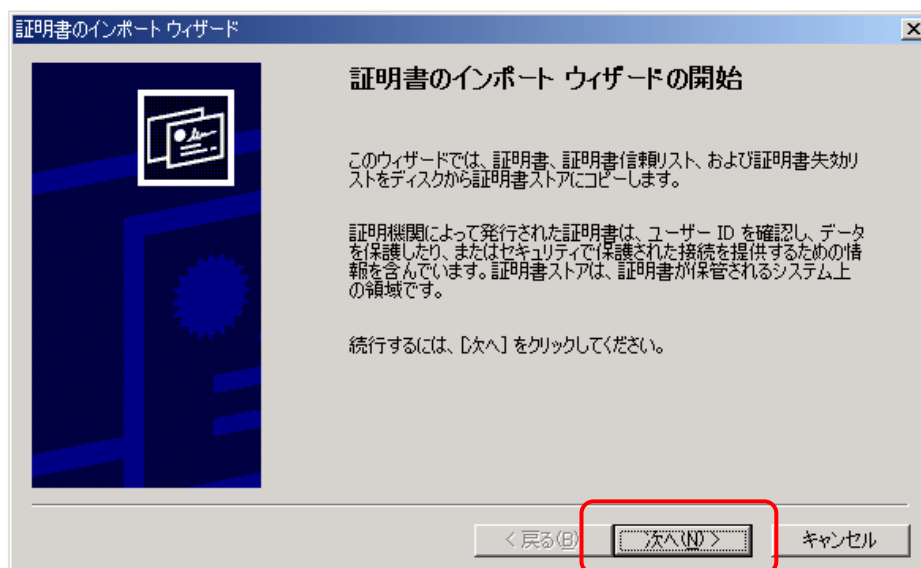 証明書のインポート ウィザード
証明書のインポート ウィザードの開始
このウィザードでは、証明書、証明書信頼リスト、および証明書失効リ
ストをディスクから証明書ストアにコピーします。
証明機関によって発行された証明書は、ユーザー ID を確認し、データ
を保護したり、またはセキュリティで保護された接続を提供するための情
報を含んでいます。証明書ストアは、証明書が保管されるシステム上
の領域です。
続行するには、[次へ] をクリックしてください。
< 戻る(B) 次へ(N) > キャンセル